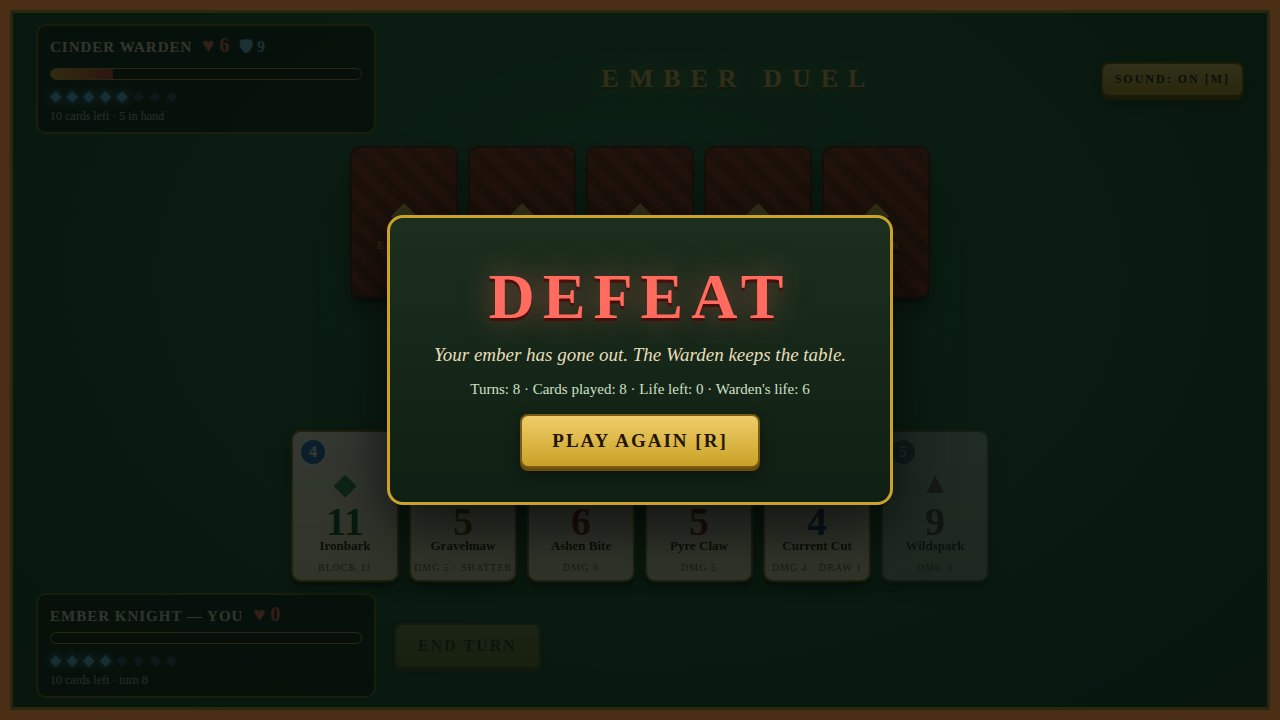 CINDER WARDEN ♥ 6 9
10 cards left · 5 in hand
EMBER DUEL
SOUND: ON [M]
DEFEAT
Your ember has gone out. The Warden keeps the table.
Turns: 8 · Cards played: 8 · Life left: 0 · Warden's life: 6
PLAY AGAIN [R]
4
11
Ironbark
BLOCK 11
5
Gravelmaw
DMG 5 · SHATTER
6
Ashen Bite
DMG 6
5
Pyre Claw
DMG 5
4
Current Cut
DMG 4 · DRAW 1
5
9
Wildspark
DMG 9
EMBER KNIGHT — YOU ♥ 0
10 cards left · turn 8
END TURN